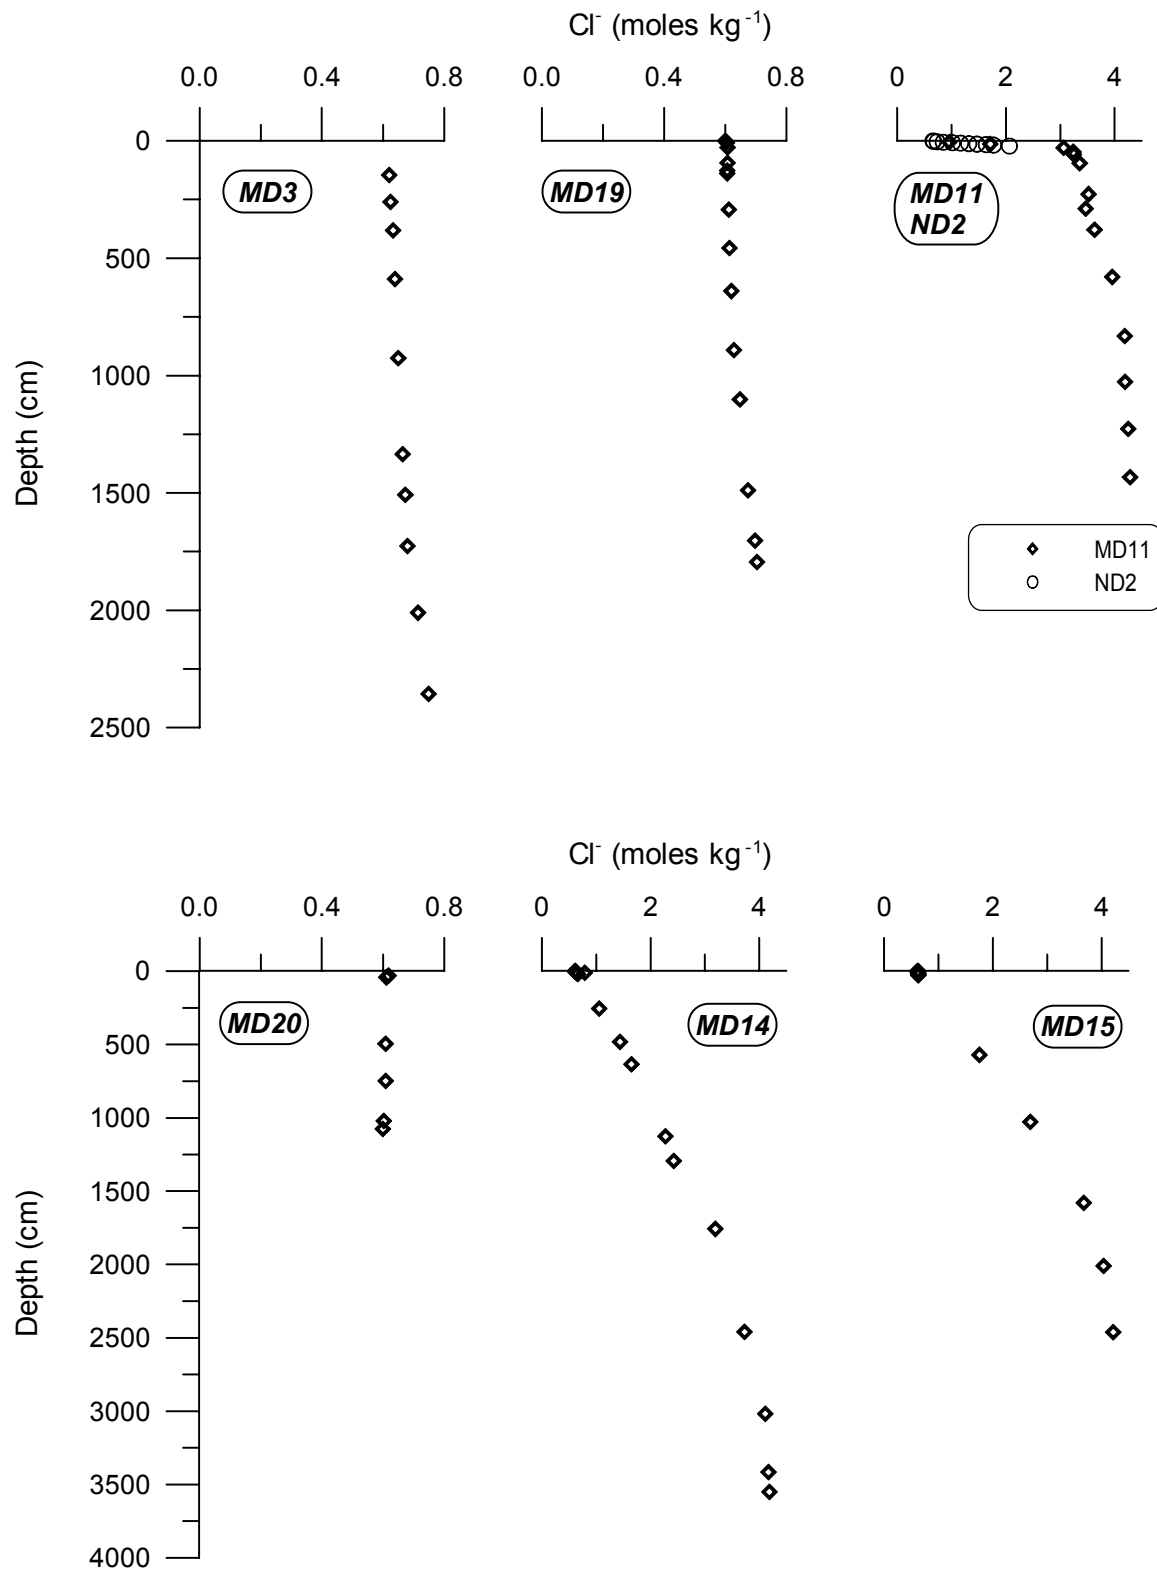 Cl- (moles kg-1)
0.0 0.4 0.8 0.0 0.4 0.8 0 2 4
0
500
1000
1500
2000
2500
Depth (cm)
MD3
MD19
MD11
ND2
MD11
ND2
Cl- (moles kg-1)
0.0 0.4 0.8 0 2 4 0 2 4
0
500
1000
1500
2000
2500
3000
3500
4000
Depth (cm)
MD20
MD14
MD15